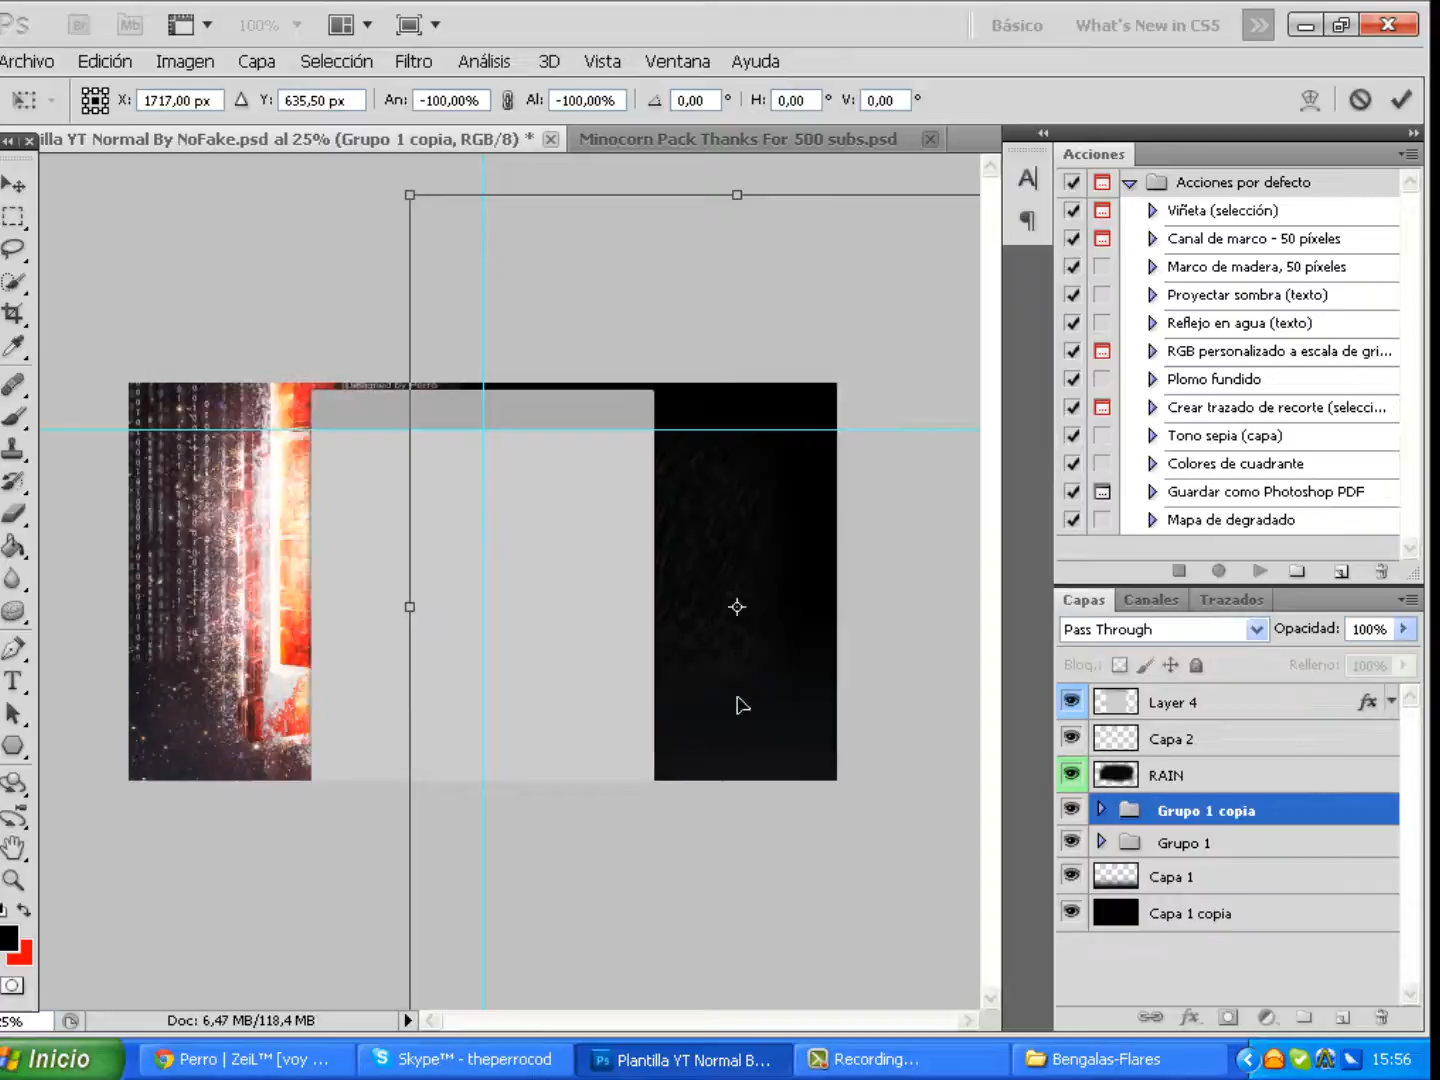 Ps Br Mb 100% Básico What's New in CS5
Archivo Edición Imagen Capa Selección Filtro Análisis 3D Vista Ventana Ayuda
X: 1717,00 px Y: 635,50 px An: -100,00% Al: -100,00% 0,00 ° H: 0,00 ° V: 0,00 °
illa YT Normal By NoFake.psd al 25% (Grupo 1 copia, RGB/8) * Minocorn Pack Thanks For 500 subs.psd
Acciones
Acciones por defecto
Viñeta (selección)
Canal de marco - 50 píxeles
Marco de madera, 50 píxeles
Proyectar sombra (texto)
Reflejo en agua (texto)
RGB personalizado a escala de gri...
Plomo fundido
Crear trazado de recorte (selecci...
Tono sepia (capa)
Colores de cuadrante
Guardar como Photoshop PDF
Mapa de degradado
Designed by Perro
Capas Canales Trazados
Pass Through Opacidad: 100%
Bloq.: Relleno: 100%
Layer 4 fx
Capa 2
RAIN
Grupo 1 copia
Grupo 1
Capa 1
Capa 1 copia
25% Doc: 6,47 MB/118,4 MB
Inicio Perro | ZeiL™ [voy ... Skype™ - theperrocod Plantilla YT Normal B... Recording... Bengalas-Flares 15:56